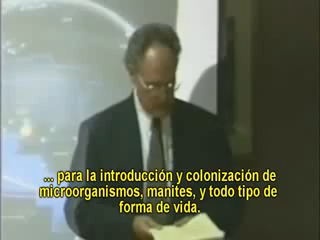 ... para la introducción y colonización de
microorganismos, manites, y todo tipo de
forma de vida.